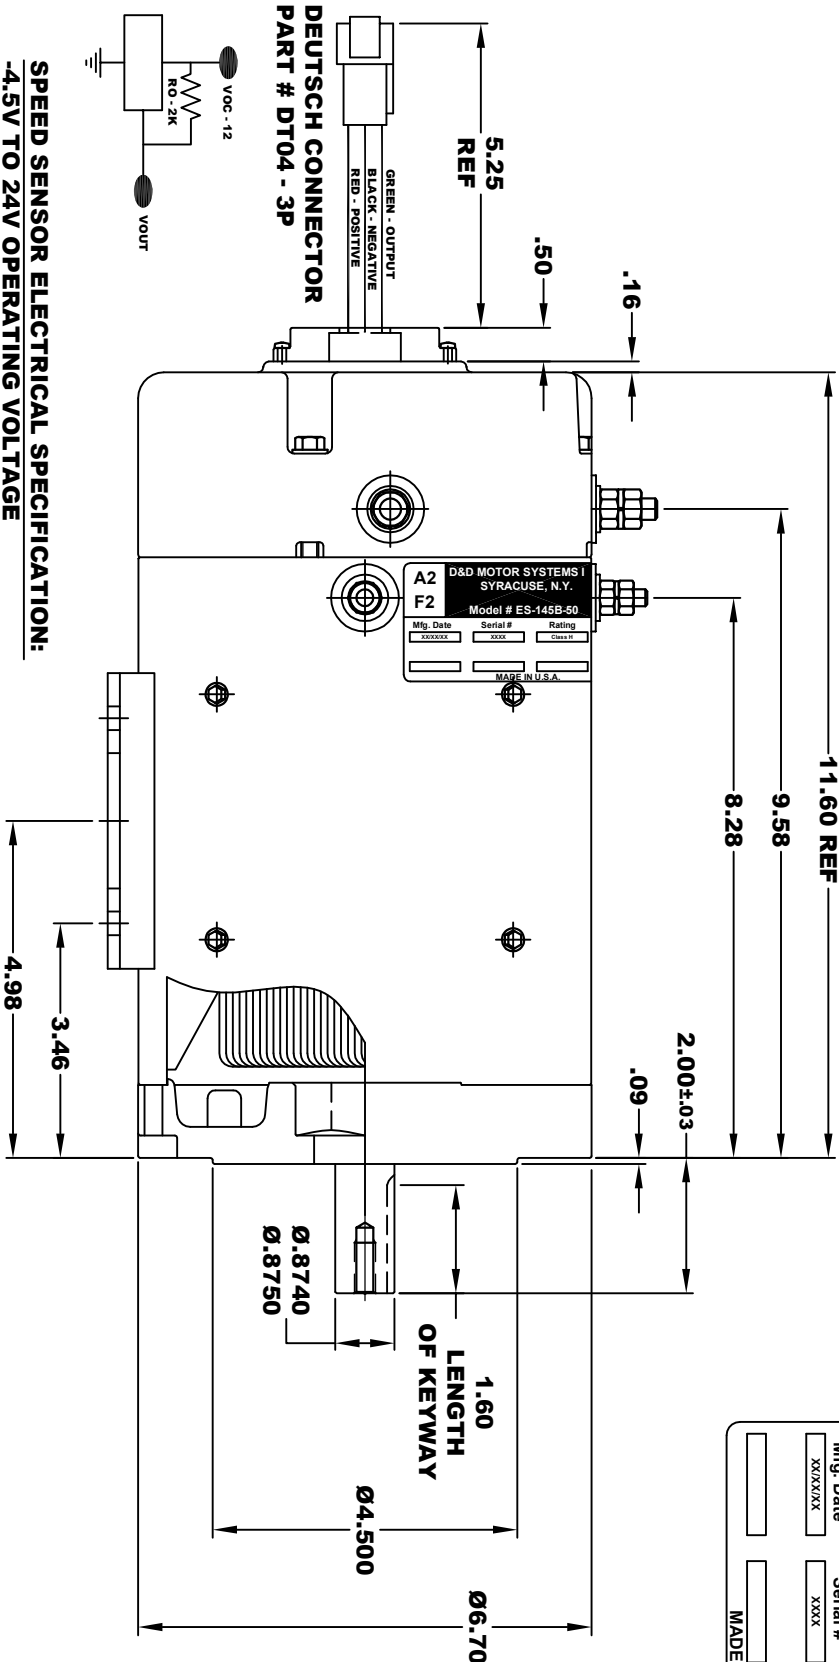 11.60 REF
9.58
8.28
2.00±.03
.09
.16
.50
5.25
REF
GREEN - OUTPUT
BLACK - NEGATIVE
RED - POSITIVE
DEUTSCH CONNECTOR
PART # DT04 - 3P
VOC - 12
RO - 2K
VOUT
SPEED SENSOR ELECTRICAL SPECIFICATION:
-4.5V TO 24V OPERATING VOLTAGE
A2
F2
D&D MOTOR SYSTEMS I
SYRACUSE, N.Y.
Model # ES-145B-50
Mfg. Date Serial # Rating
XX/XX/XX XXXX Class H
MADE IN U.S.A.
3.46
4.98
1.60
LENGTH
OF KEYWAY
Ø.8740
Ø.8750
Ø4.500
Ø6.70
Mfg. Date Serial #
XX/XX/XX XXXX
MADE